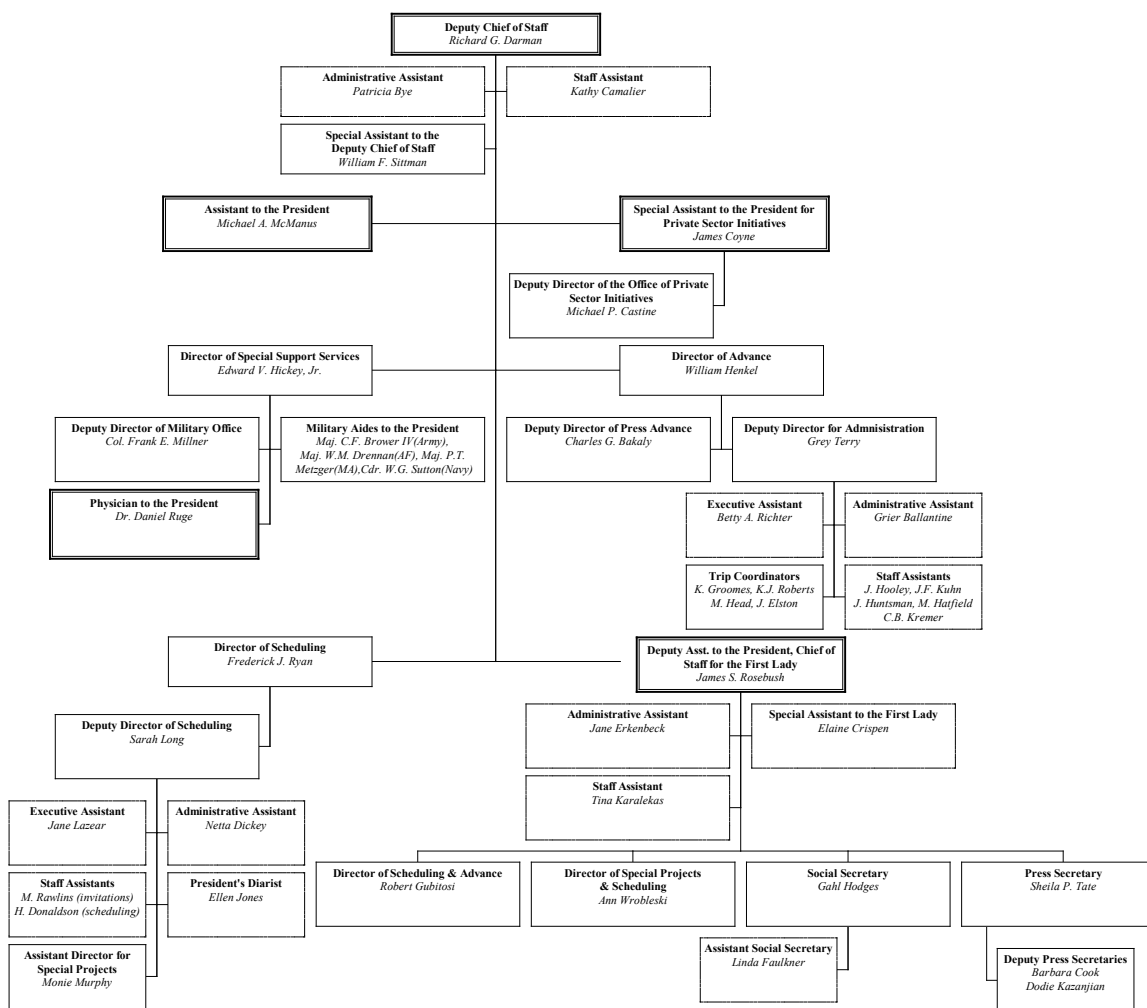 Deputy Chief of Staff
Richard G. Darman
Administrative Assistant
Patricia Bye
Staff Assistant
Kathy Camalier
Special Assistant to the
Deputy Chief of Staff
William F. Sittman
Assistant to the President
Michael A. McManus
Special Assistant to the President for
Private Sector Initiatives
James Coyne
Deputy Director of the Office of Private
Sector Initiatives
Michael P. Castine
Director of Special Support Services
Edward V. Hickey, Jr.
Director of Advance
William Henkel
Deputy Director of Military Office
Col. Frank E. Millner
Military Aides to the President
Maj. C.F. Brower IV(Army),
Maj. W.M. Drennan(AF), Maj. P.T.
Metzger(MA),Cdr. W.G. Sutton(Navy)
Deputy Director of Press Advance
Charles G. Bakaly
Deputy Director for Admnisistration
Grey Terry
Physician to the President
Dr. Daniel Ruge
Executive Assistant
Betty A. Richter
Administrative Assistant
Grier Ballantine
Trip Coordinators
K. Groomes, K.J. Roberts
M. Head, J. Elston
Staff Assistants
J. Hooley, J.F. Kuhn
J. Huntsman, M. Hatfield
C.B. Kremer
Director of Scheduling
Frederick J. Ryan
Deputy Asst. to the President, Chief of
Staff for the First Lady
James S. Rosebush
Deputy Director of Scheduling
Sarah Long
Administrative Assistant
Jane Erkenbeck
Special Assistant to the First Lady
Elaine Crispen
Staff Assistant
Tina Karalekas
Executive Assistant
Jane Lazear
Administrative Assistant
Netta Dickey
Staff Assistants
M. Rawlins (invitations)
H. Donaldson (scheduling)
President's Diarist
Ellen Jones
Assistant Director for
Special Projects
Monie Murphy
Director of Scheduling & Advance
Robert Gubitosi
Director of Special Projects
& Scheduling
Ann Wrobleski
Social Secretary
Gahl Hodges
Press Secretary
Sheila P. Tate
Assistant Social Secretary
Linda Faulkner
Deputy Press Secretaries
Barbara Cook
Dodie Kazanjian